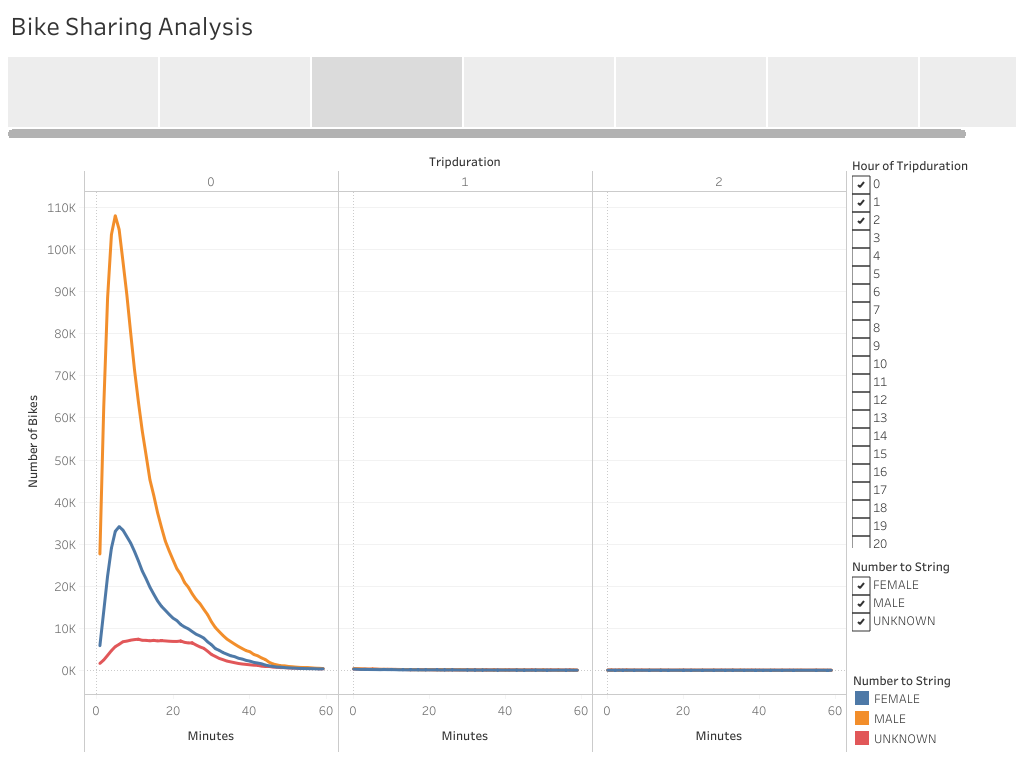 Bike Sharing Analysis
Tripduration
0 1 2
110K
100K
90K
80K
70K
60K
50K
40K
30K
20K
10K
0K
Number of Bikes
0 20 40 60 0 20 40 60 0 20 40 60
Minutes Minutes Minutes
Hour of Tripduration
0
1
2
3
4
5
6
7
8
9
10
11
12
13
14
15
16
17
18
19
20
Number to String
FEMALE
MALE
UNKNOWN
Number to String
FEMALE
MALE
UNKNOWN